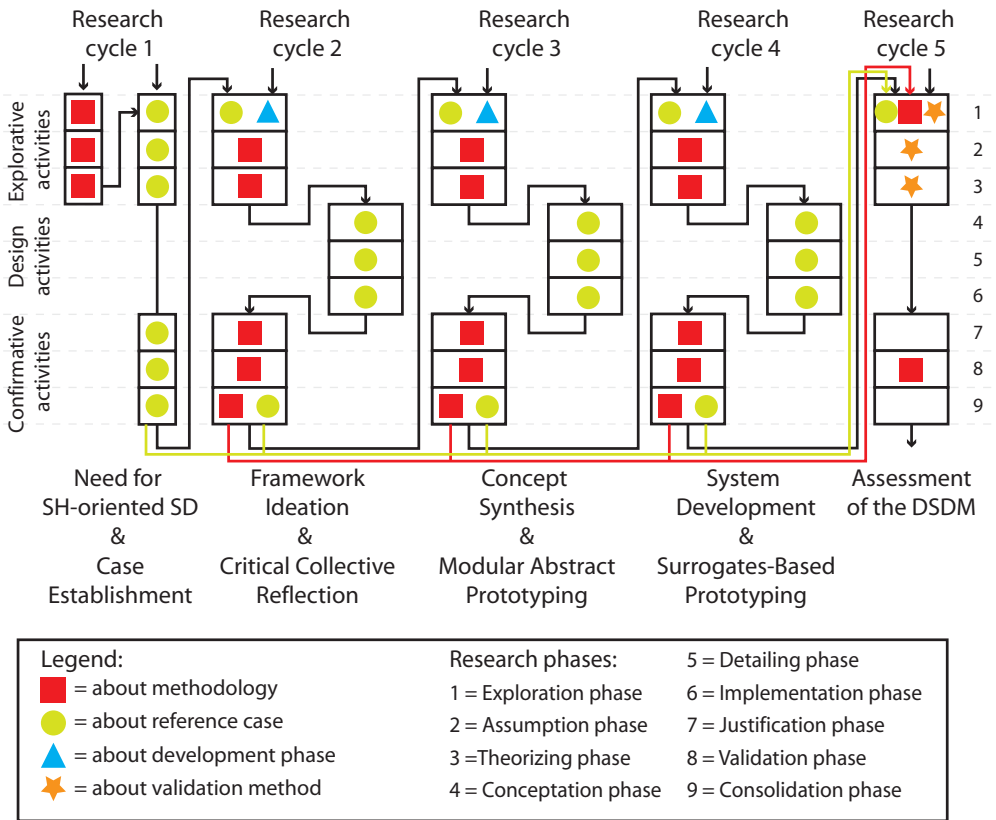 Research
cycle 1
Research
cycle 2
Research
cycle 3
Research
cycle 4
Research
cycle 5
Explorative
activities
Design
activities
Confirmative
activities
1
2
3
4
5
6
7
8
9
Need for
SH-oriented SD
&
Case
Establishment
Framework
Ideation
&
Critical Collective
Reflection
Concept
Synthesis
&
Modular Abstract
Prototyping
System
Development
&
Surrogates-Based
Prototyping
Assessment
of the DSDM
Legend:
= about methodology
= about reference case
= about development phase
= about validation method
Research phases:
1 = Exploration phase
2 = Assumption phase
3 =Theorizing phase
4 = Conceptation phase
5 = Detailing phase
6 = Implementation phase
7 = Justification phase
8 = Validation phase
9 = Consolidation phase